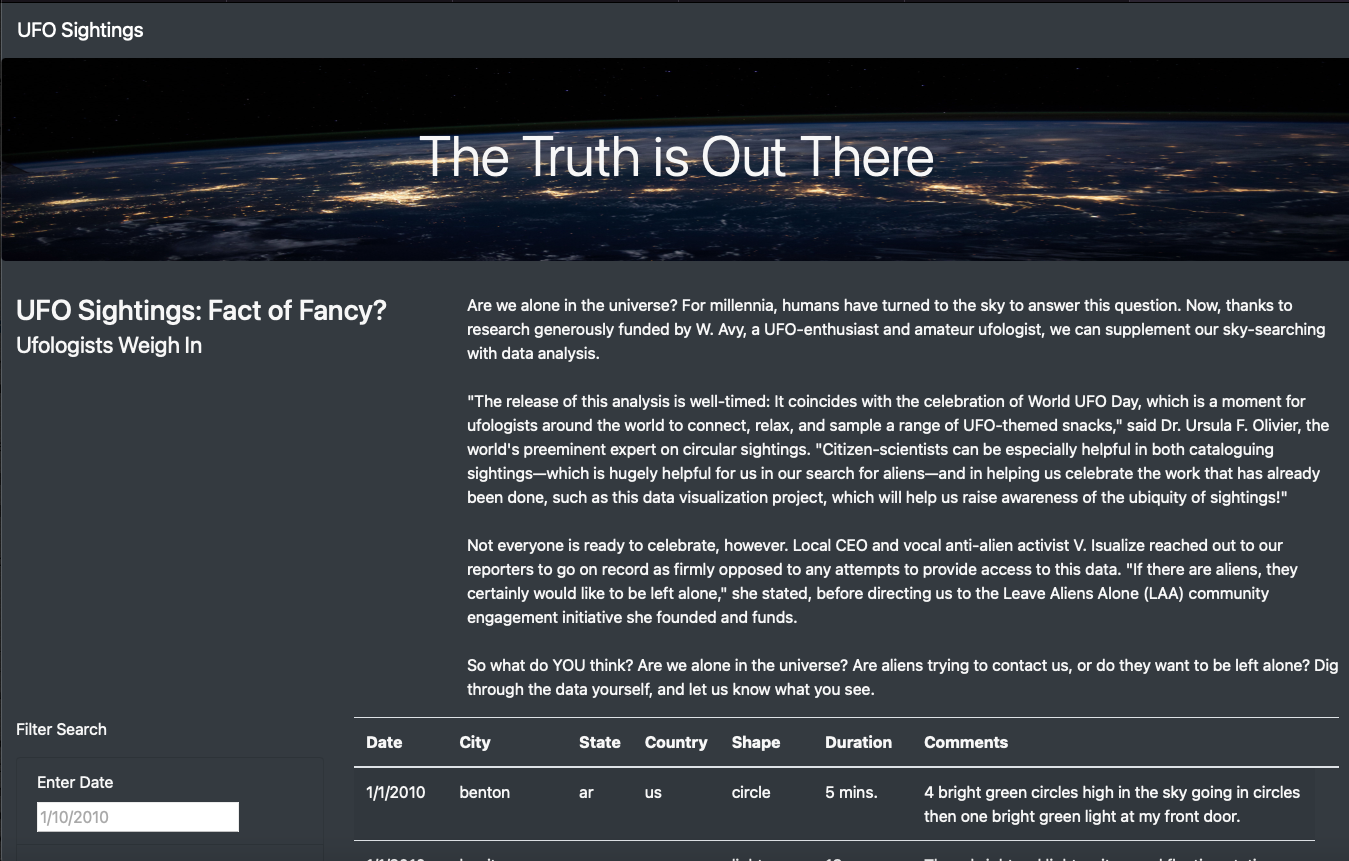 UFO Sightings
The Truth is Out There
UFO Sightings: Fact of Fancy?
Ufologists Weigh In
Are we alone in the universe? For millennia, humans have turned to the sky to answer this question. Now, thanks to
research generously funded by W. Avy, a UFO-enthusiast and amateur ufologist, we can supplement our sky-searching
with data analysis.
"The release of this analysis is well-timed: It coincides with the celebration of World UFO Day, which is a moment for
ufologists around the world to connect, relax, and sample a range of UFO-themed snacks," said Dr. Ursula F. Olivier, the
world's preeminent expert on circular sightings. "Citizen-scientists can be especially helpful in both cataloguing
sightings—which is hugely helpful for us in our search for aliens—and in helping us celebrate the work that has already
been done, such as this data visualization project, which will help us raise awareness of the ubiquity of sightings!"
Not everyone is ready to celebrate, however. Local CEO and vocal anti-alien activist V. Isualize reached out to our
reporters to go on record as firmly opposed to any attempts to provide access to this data. "If there are aliens, they
certainly would like to be left alone," she stated, before directing us to the Leave Aliens Alone (LAA) community
engagement initiative she founded and funds.
So what do YOU think? Are we alone in the universe? Are aliens trying to contact us, or do they want to be left alone? Dig
through the data yourself, and let us know what you see.
Filter Search
Enter Date
1/10/2010
Date City State Country Shape Duration Comments
1/1/2010 benton ar us circle 5 mins. 4 bright green circles high in the sky going in circles
then one bright green light at my front door.